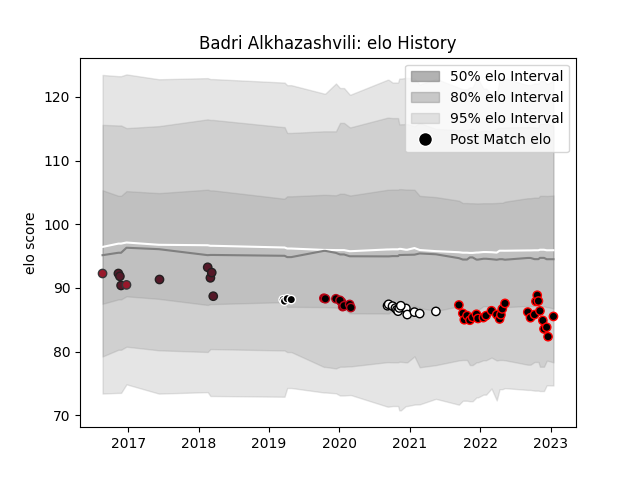 Badri Alkhazashvili: elo History
50% elo Interval
80% elo Interval
95% elo Interval
Post Match elo
elo score
120
110
100
90
80
70
2017 2018 2019 2020 2021 2022 2023